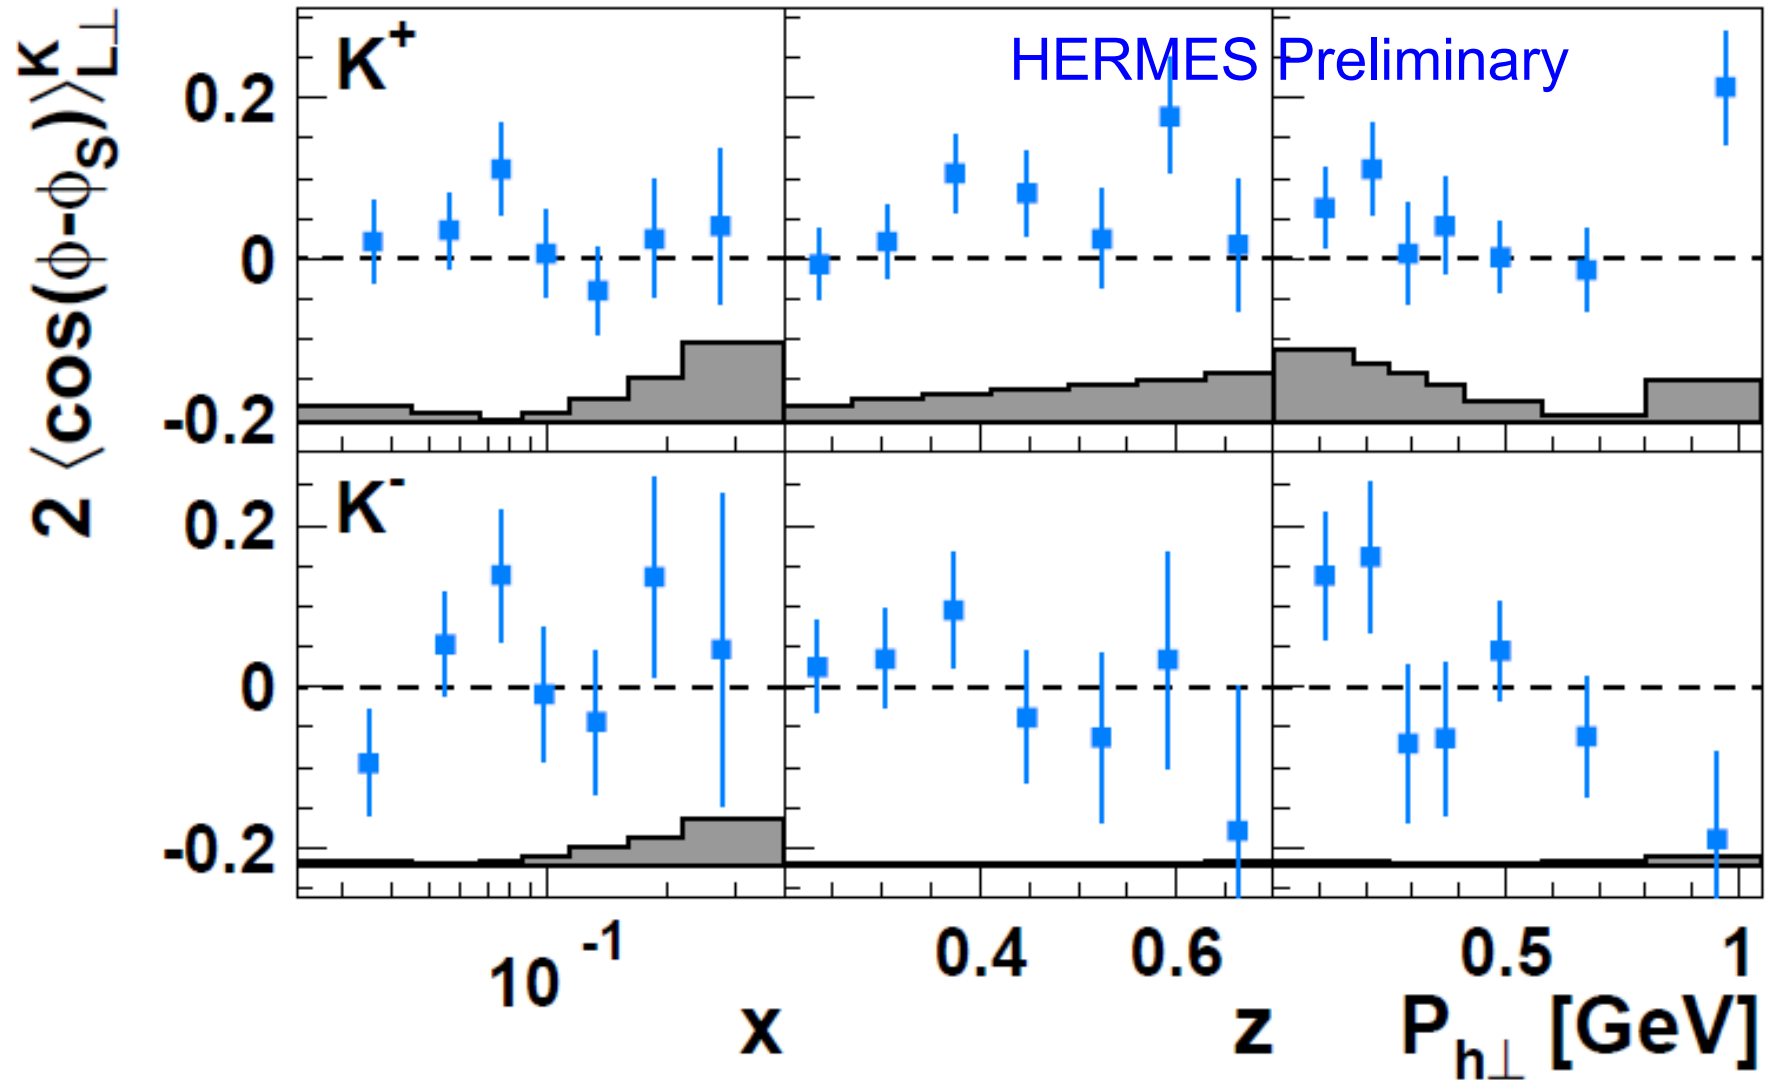 2 ⟨cos(ϕ-ϕS)⟩KL⊥
K+
HERMES Preliminary
0.2
0
-0.2
K-
0.2
0
-0.2
10-1
0.4
0.6
0.5
1
x
z
Ph⊥ [GeV]